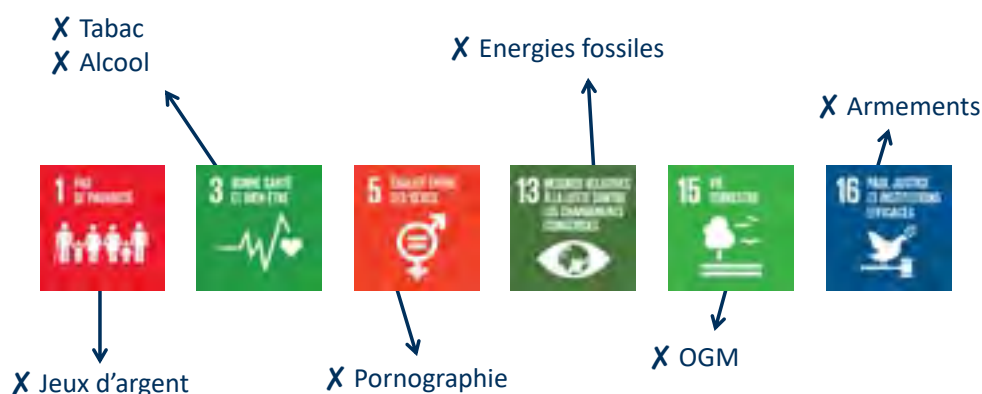 ✗ Tabac
✗ Alcool
✗ Energies fossiles
✗ Armements
1 PAS DE PAUVRETÉ
3 BONNE SANTÉ ET BIEN-ÊTRE
5 ÉGALITÉ ENTRE LES SEXES
13 MESURES RELATIVES À LA LUTTE CONTRE LES CHANGEMENTS CLIMATIQUES
15 VIE TERRESTRE
16 PAIX, JUSTICE ET INSTITUTIONS EFFICACES
✗ Jeux d'argent
✗ Pornographie
✗ OGM